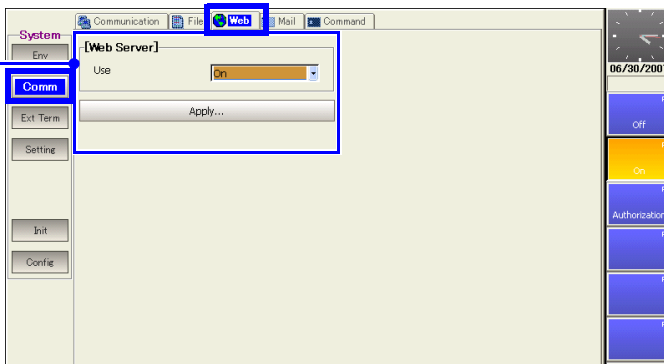 Communication File Web Mail Command
System
Env
Comm
Ext Term
Setting
Init
Config
[Web Server]
Use On
Apply...
06/30/200
Off
On
Authorization